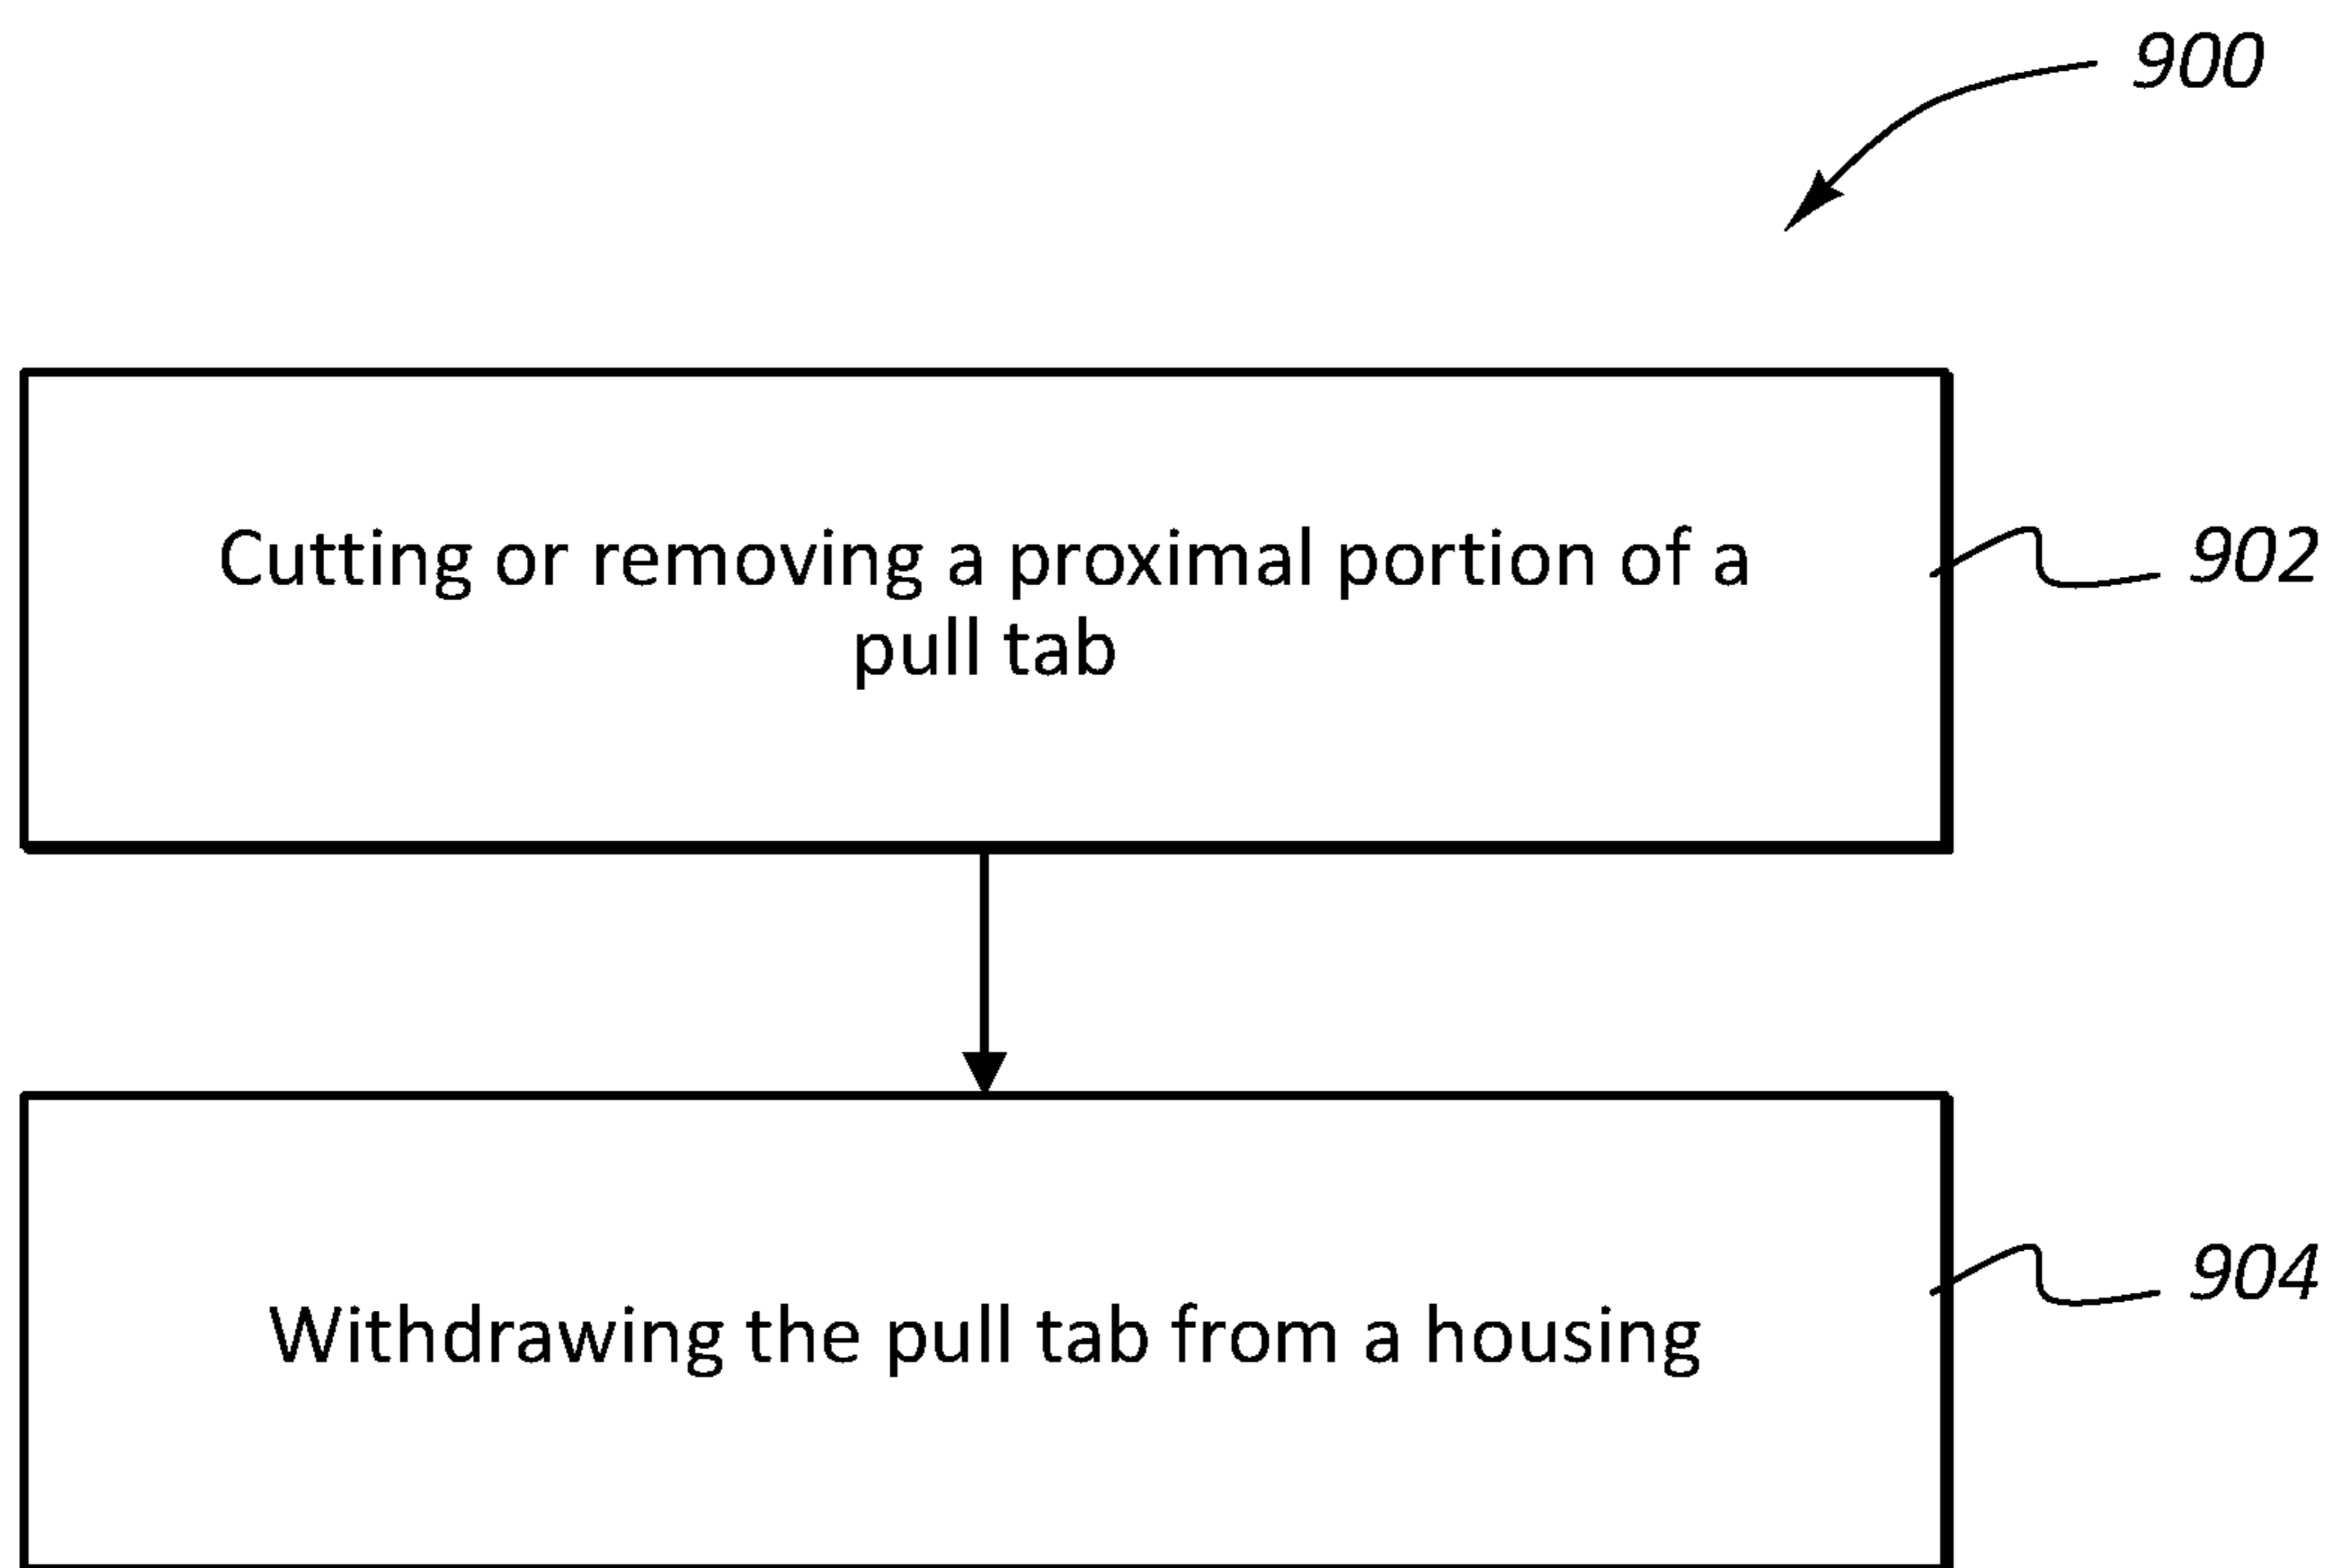 900
Cutting or removing a proximal portion of a
pull tab
902
Withdrawing the pull tab from a housing
904